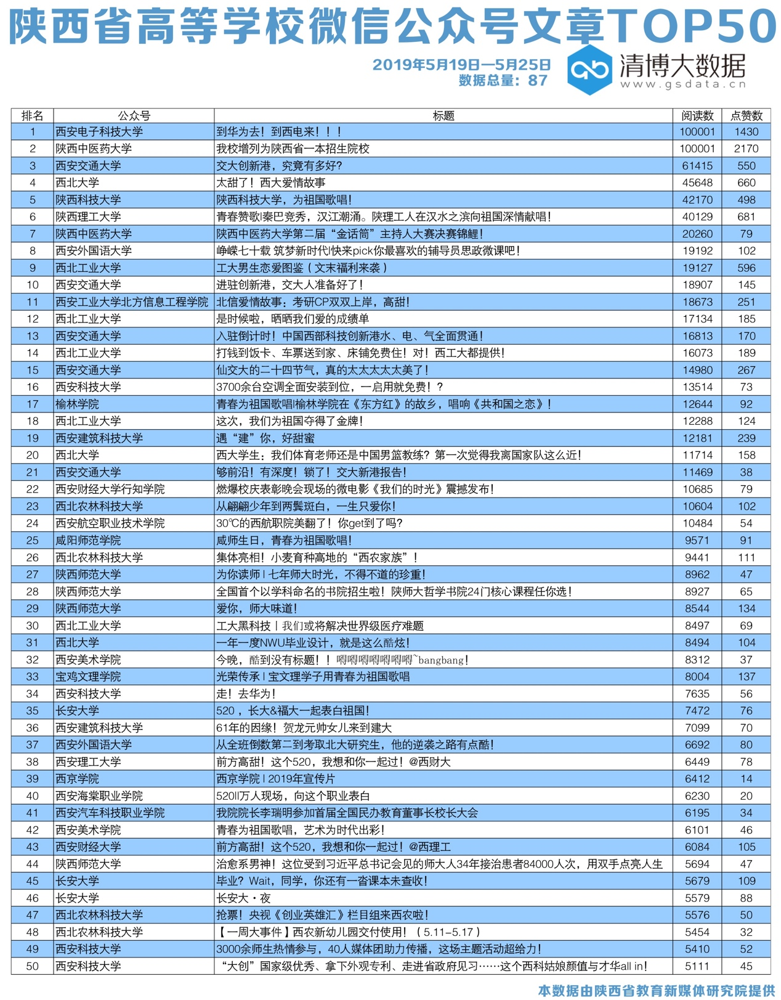 陕西省高等学校微信公众号文章TOP50
2019年5月19日—5月25日
数据总量：87
清博大数据
www.gsdata.cn
排名 公众号 标题 阅读数 点赞数
1 西安电子科技大学 到华为去！到西电来！！！ 100001 1430
2 陕西中医药大学 我校增列为陕西省一本招生院校 100001 2170
3 西安交通大学 交大创新港，究竟有多好? 61415 550
4 西北大学 太甜了！西大爱情故事 45648 660
5 陕西科技大学 陕西科技大学，为祖国歌唱！ 42170 498
6 陕西理工大学 青春赞歌|秦巴竞秀，汉江潮涌。陕理工人在汉水之滨向祖国深情献唱！ 40129 681
7 陕西中医药大学 陕西中医药大学第二届“金话筒”主持人大赛决赛锦鲤！ 20260 79
8 西安外国语大学 峥嵘七十载 筑梦新时代|快来pick你最喜欢的辅导员思政微课吧！ 19192 102
9 西北工业大学 工大男生恋爱图鉴（文末福利来袭） 19127 596
10 西安交通大学 进驻创新港，交大人准备好了！ 18907 145
11 西安工业大学北方信息工程学院 北信爱情故事：考研CP双双上岸，高甜！ 18673 251
12 西北工业大学 是时候啦，晒晒我们爱的成绩单 17134 185
13 西安交通大学 入驻倒计时！中国西部科技创新港水、电、气全面贯通！ 16813 170
14 西北工业大学 打钱到饭卡、车票送到家、床铺免费住！对！西工大都提供！ 16073 189
15 西安交通大学 仙交大的二十四节气，真的太太太太太美了！ 14980 267
16 西安科技大学 3700余台空调全面安装到位，一启用就免费！? 13514 73
17 榆林学院 青春为祖国歌唱|榆林学院在《东方红》的故乡，唱响《共和国之恋》！ 12644 92
18 西北工业大学 这次，我们为祖国夺得了金牌！ 12288 124
19 西安建筑科技大学 遇“建”你，好甜蜜 12181 239
20 西北大学 西大学生：我们体育老师还是中国男篮教练？第一次觉得我离国家队这么近！ 11714 158
21 西安交通大学 够前沿！有深度！锁了！交大新港报告！ 11469 38
22 西安财经大学行知学院 燃爆校庆表彰晚会现场的微电影《我们的时光》震撼发布！ 10685 79
23 西北农林科技大学 从翩翩少年到两鬓斑白，一生只爱你！ 10604 102
24 西安航空职业技术学院 30℃的西航职院美翻了！你get到了吗? 10484 54
25 咸阳师范学院 咸师生日，青春为祖国歌唱！ 9571 91
26 西北农林科技大学 集体亮相！小麦育种高地的“西农家族”！ 9441 111
27 陕西师范大学 为你读师 | 七年师大时光，不得不道的珍重！ 8962 47
28 陕西师范大学 全国首个以学科命名的书院招生啦！陕师大哲学书院24门核心课程任你选！ 8927 65
29 陕西师范大学 爱你，师大味道！ 8544 134
30 西北工业大学 工大黑科技 | 我们或将解决世界级医疗难题 8497 69
31 西北大学 一年一度NWU毕业设计，就是这么酷炫！ 8494 104
32 西安美术学院 今晚，酷到没有标题！！嘚嘚嘚嘚嘚嘚嘚~bangbang! 8312 37
33 宝鸡文理学院 光荣传承 | 宝文理学子用青春为祖国歌唱 8004 137
34 西安科技大学 走！去华为！ 7635 56
35 长安大学 520 ，长大&福大一起表白祖国！ 7472 76
36 西安建筑科技大学 61年的因缘！贺龙元帅女儿来到建大 7099 70
37 西安外国语大学 从全班倒数第二到考取北大研究生，他的逆袭之路有点酷！ 6692 80
38 西安理工大学 前方高甜！这个520，我想和你一起过！@西财大 6449 78
39 西京学院 西京学院 | 2019年宣传片 6412 14
40 西安海棠职业学院 520||万人现场，向这个职业表白 6230 20
41 西安汽车科技职业学院 我院院长李瑞明参加首届全国民办教育董事长校长大会 6195 34
42 西安美术学院 青春为祖国歌唱，艺术为时代出彩！ 6101 46
43 西安财经大学 前方高甜！这个520，我想和你一起过！@西理工 6084 105
44 陕西师范大学 治愈系男神！这位受到习近平总书记会见的师大人34年接治患者84000人次，用双手点亮人生 5694 47
45 长安大学 毕业？Wait，同学，你还有一沓课本未查收！ 5679 109
46 长安大学 长安大·夜 5579 88
47 西北农林科技大学 抢票！央视《创业英雄汇》栏目组来西农啦！ 5576 50
48 西北农林科技大学 【一周大事件】西农新幼儿园交付使用！（5.11-5.17） 5454 32
49 西安科技大学 3000余师生热情参与，40人媒体团助力传播，这场主题活动超给力！ 5410 52
50 西安科技大学 “大创”国家级优秀、拿下外观专利、走进省政府见习……这个西科姑娘颜值与才华all in！ 5111 45
本数据由陕西省教育新媒体研究院提供